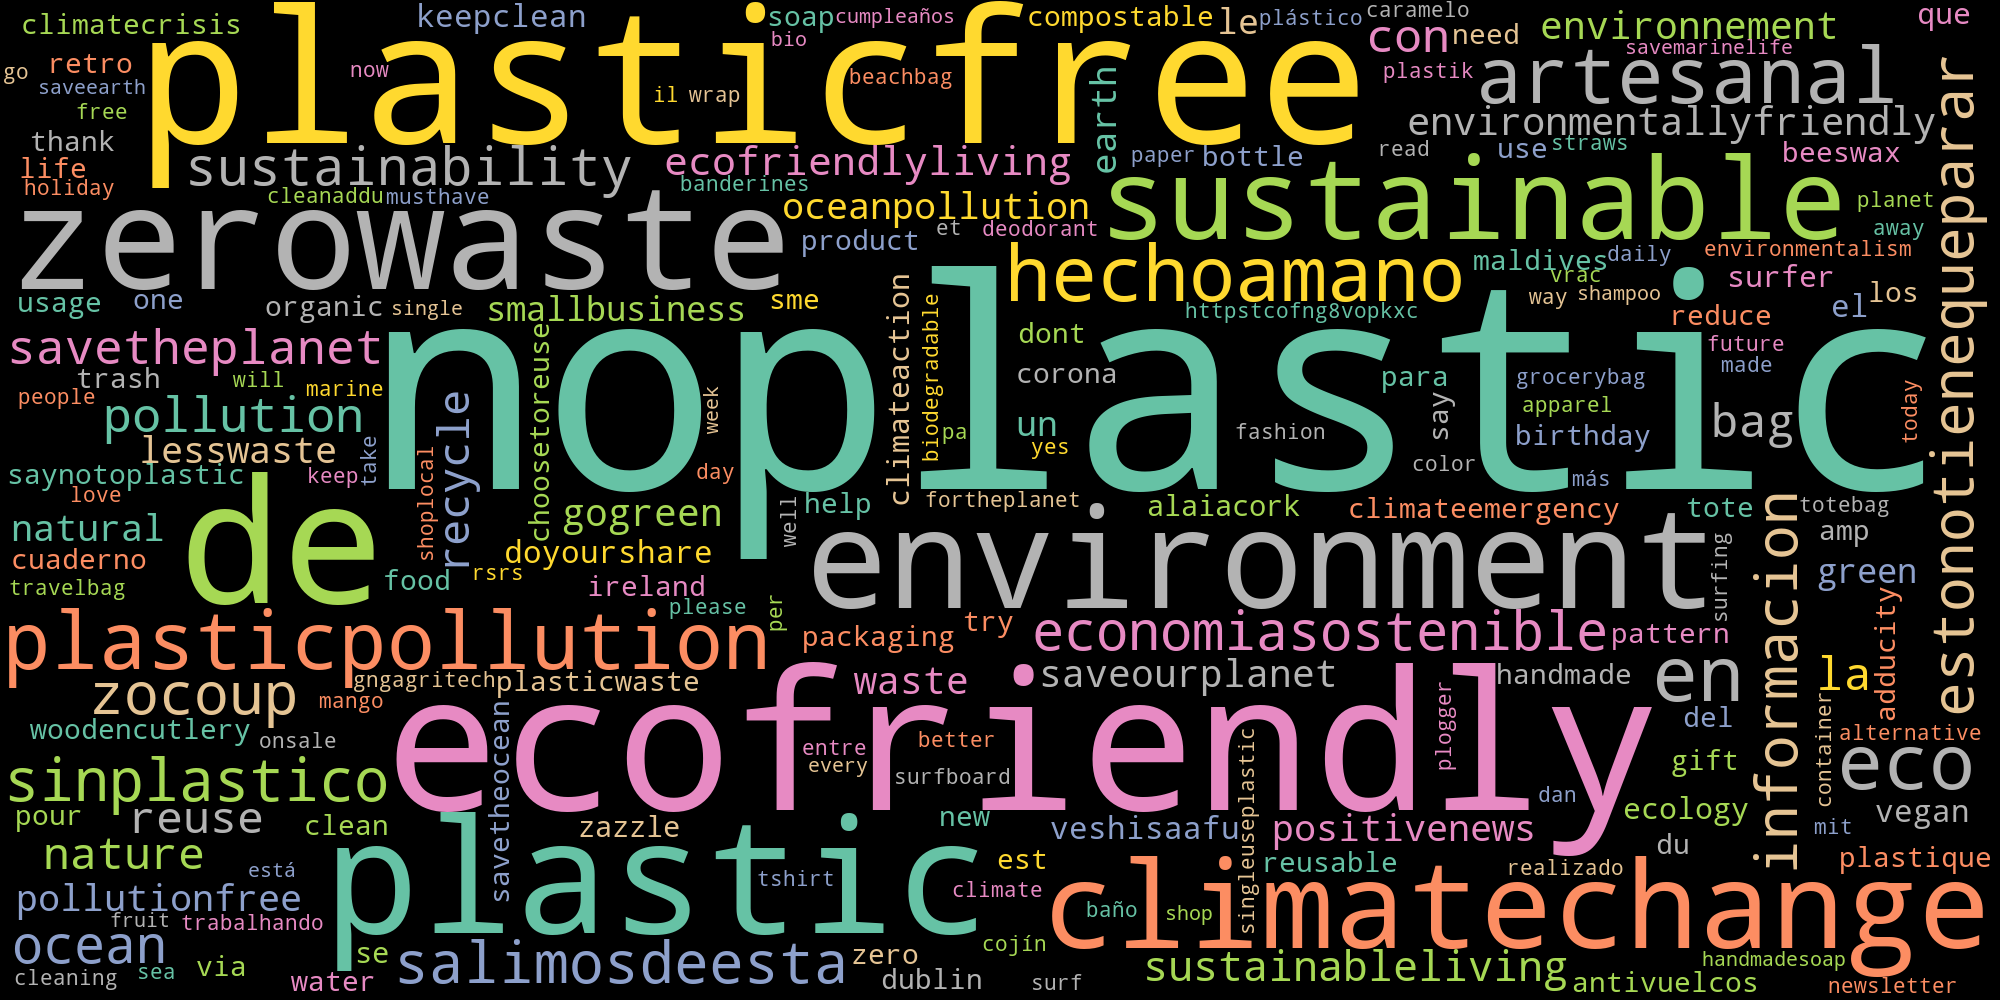 climatecrisis
keepclean
plasticfree
soap
cumpleaños
bio
compostable
le
plástico
caramelo
con
need
environnement
que
savemarinelife
go
retro
saveearth
free
now
il
wrap
beachbag
earth
plastik
artesanal
environmentallyfriendly
estonotienequeparar
thank
life
holiday
sustainability
cleanaddu
musthave
ecofriendlyliving
banderines
oceanpollution
paper
bottle
read
use
straws
beeswax
planet
away
zerowaste
product
et
deodorant
sustainable
environmentalism
hechoamano
maldives
daily
vrac
surfer
way
shampoo
el
los
usage
one
organic
single
smallbusiness
sme
climateaction
biodegradable
httpstcofng8vopkxc
reduce
future
made
savetheplanet
noplastic
choosetoreuse
dont
corona
para
grocerybag
apparel
trash
will
marine
people
pollution
recycle
week
pa
un
yes
fashion
say
color
birthday
bag
today
lesswaste
take
keep
day
más
saynotoplastic
love
shoplocal
natural
de
gogreen
well
help
fortheplanet
alaiacork
climateemergency
tote
totebag
amp
informacion
cuaderno
doyourshare
environment
surfing
green
travelbag
food
rsrs
ireland
please
per
adducity
plasticpollution
packaging
try
economiasostenible
pattern
zocoup
gngagritech
plasticwaste
mango
waste
saveourplanet
handmade
en
la
woodencutlery
onsale
savetheocean
ecofriendly
entre
every
better
surfboard
plogger
singleuseplastic
del
gift
container
alternative
eco
sinplastico
dan
ecology
vegan
pour
reuse
clean
zazzle
new
veshisaafu
positivenews
du
mit
nature
está
plastic
tshirt
est
climate
reusable
realizado
plastique
pollutionfree
fruit
trabalhando
baño
shop
climatechange
ocean
se
salimosdeesta
zero
cojín
cleaning
sea
via
water
dublin
surf
sustainableliving
antivuelcos
handmadesoap
newsletter